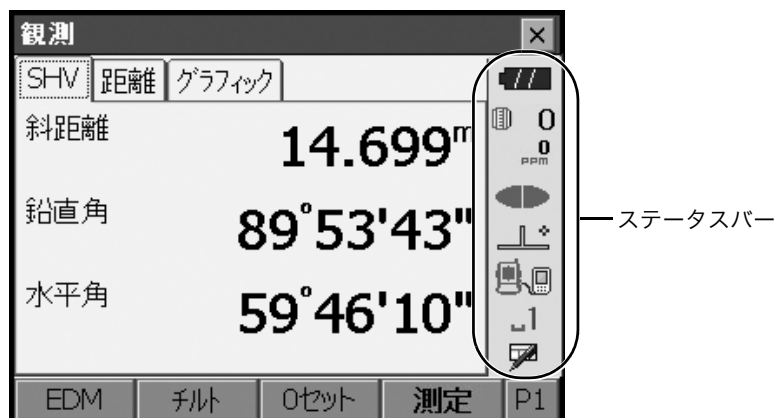 観測
SHV 距離 グラフィック
斜距離 14.699m
0
0
PPM
鉛直角 89°53'43"
ステータスバー
水平角 59°46'10"
1
EDM チルト 0セット 測定 P1